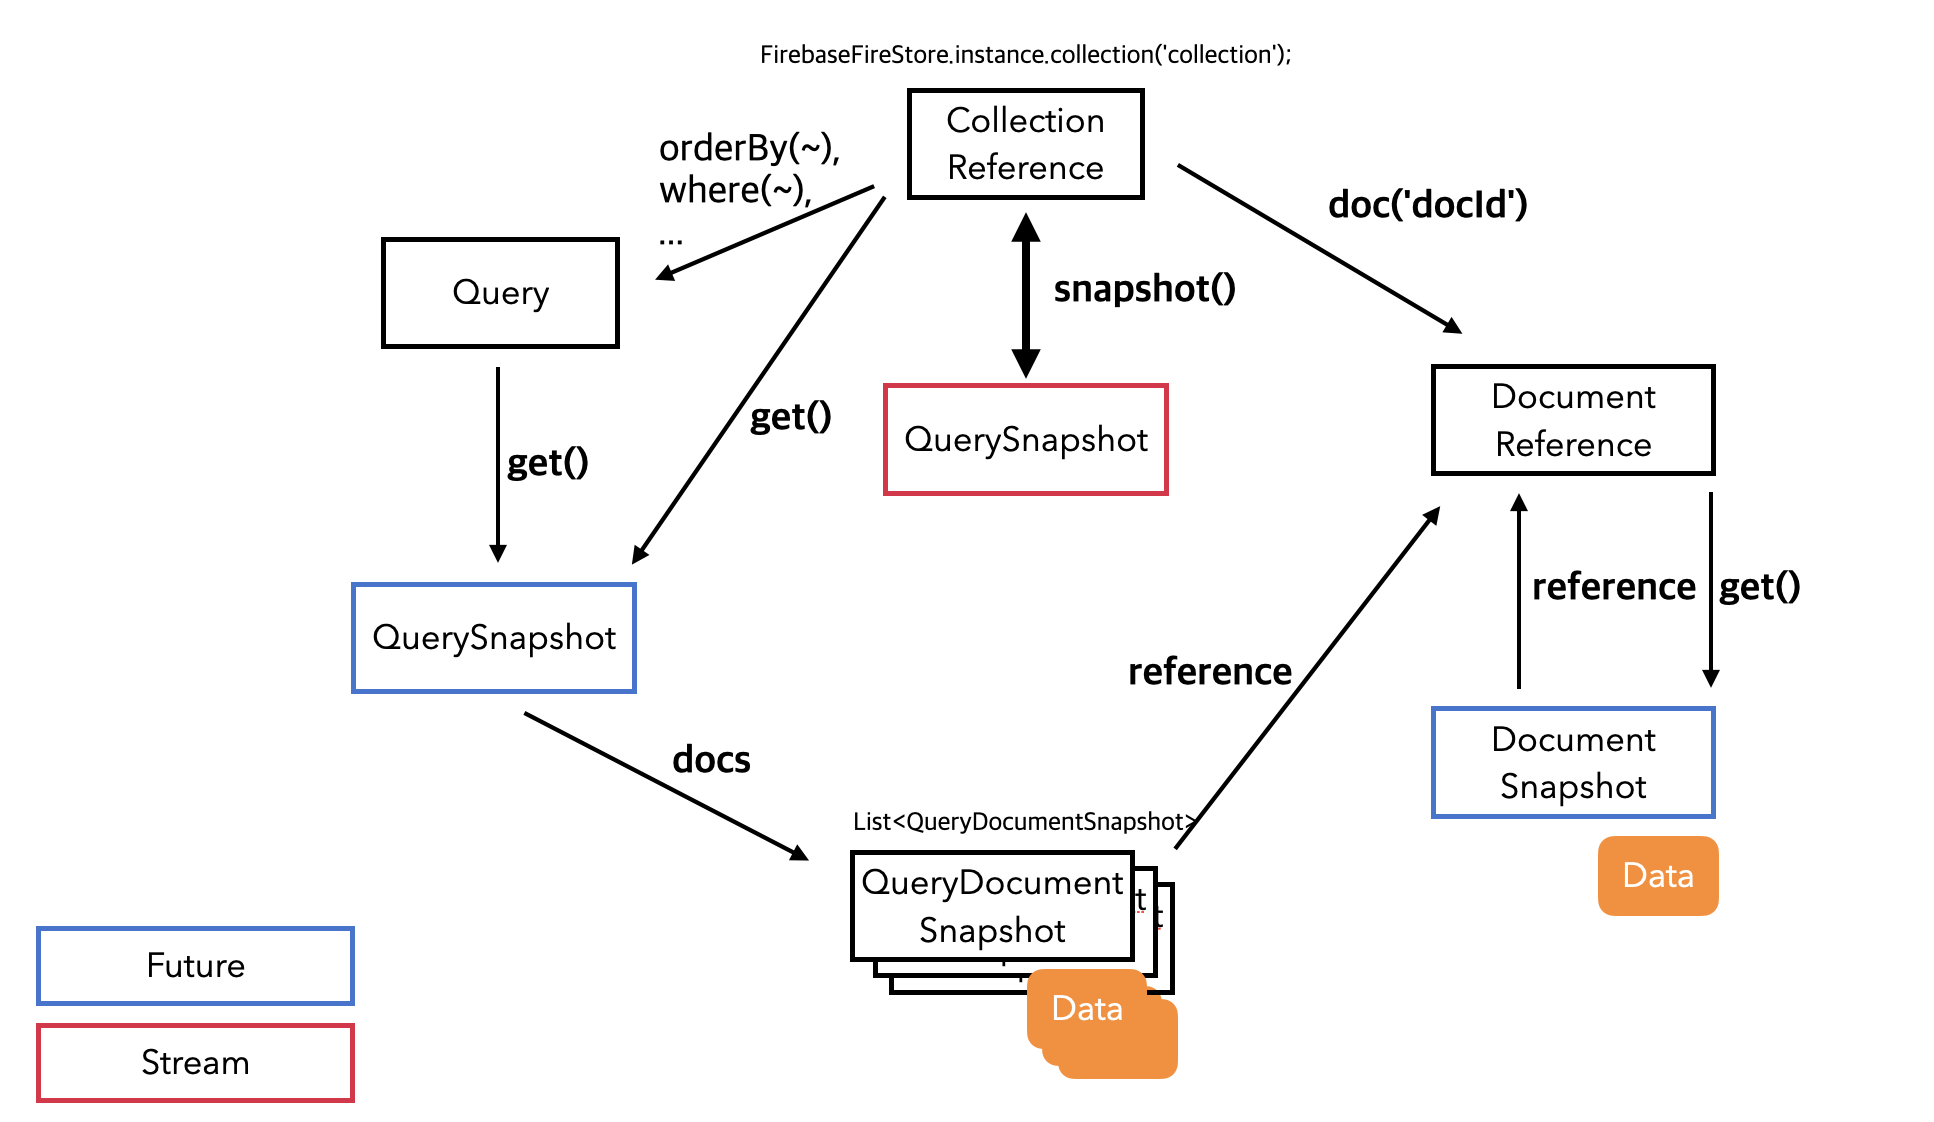 FirebaseFireStore.instance.collection('collection');
Collection
Reference
orderBy(~),
where(~),
...
doc('docId')
Query
snapshot()
get()
QuerySnapshot
Document
Reference
get()
reference
get()
QuerySnapshot
reference
docs
Document
Snapshot
List<QueryDocumentSnapshot>
QueryDocument
Snapshot
t
t
Data
Data
Future
Stream